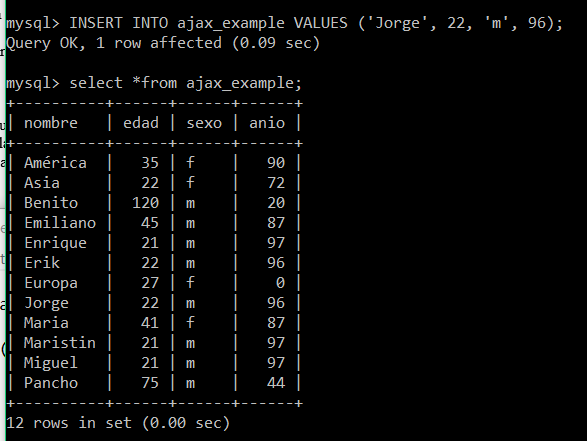 mysql> INSERT INTO ajax_example VALUES ('Jorge', 22, 'm', 96);
Query OK, 1 row affected (0.09 sec)
mysql> select *from ajax_example;
+----------+------+------+------+
| nombre   | edad | sexo | anio |
+----------+------+------+------+
| América  |   35 | f    |   90 |
| Asia     |   22 | f    |   72 |
| Benito   |  120 | m    |   20 |
| Emiliano |   45 | m    |   87 |
| Enrique  |   21 | m    |   97 |
| Erik     |   22 | m    |   96 |
| Europa   |   27 | f    |    0 |
| Jorge    |   22 | m    |   96 |
| Maria    |   41 | f    |   87 |
| Maristin |   21 | m    |   97 |
| Miguel   |   21 | m    |   97 |
| Pancho   |   75 | m    |   44 |
+----------+------+------+------+
12 rows in set (0.00 sec)